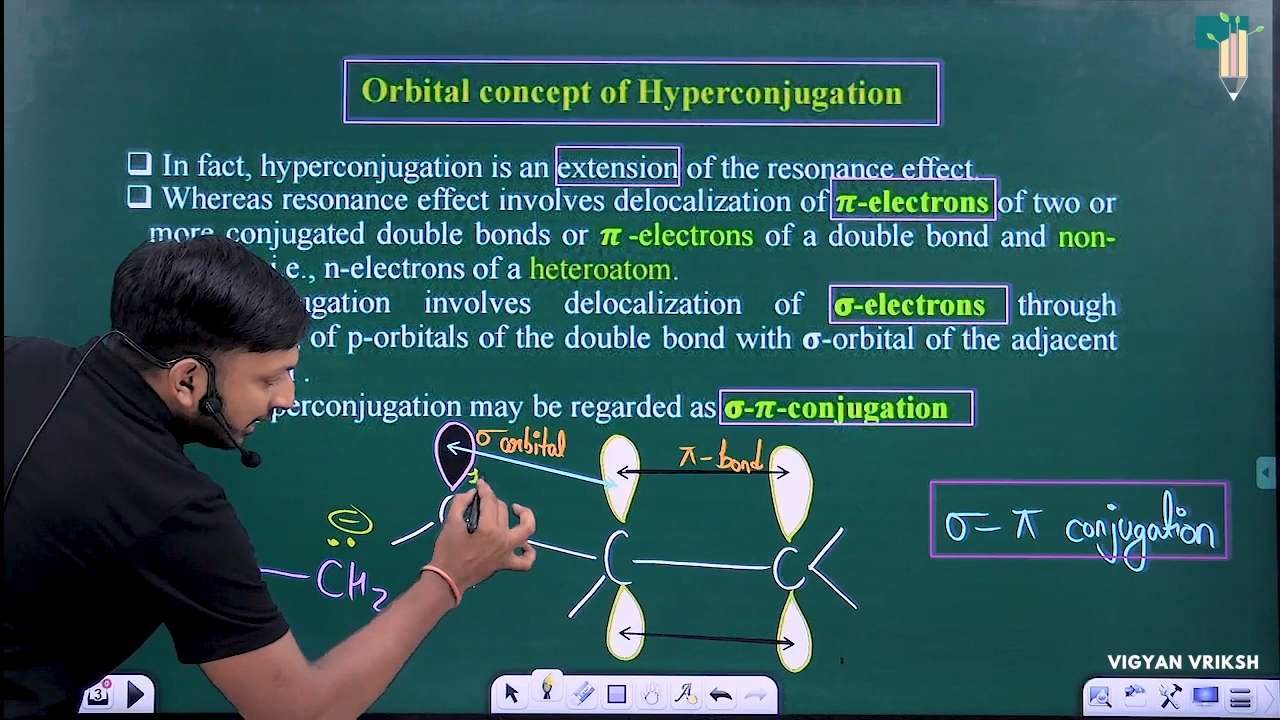 Orbital concept of Hyperconjugation
In fact, hyperconjugation is an extension of the resonance effect.
Whereas resonance effect involves delocalization of π-electrons of two or
more conjugated double bonds or π -electrons of a double bond and non-
i.e., n-electrons of a heteroatom.
involves delocalization of σ-electrons through
of p-orbitals of the double bond with σ-orbital of the adjacent
.
perconjugation may be regarded as σ-π-conjugation
σ orbital
π-bond
σ-π conjugation
CH2
C
C
3
VIGYAN VRIKSH